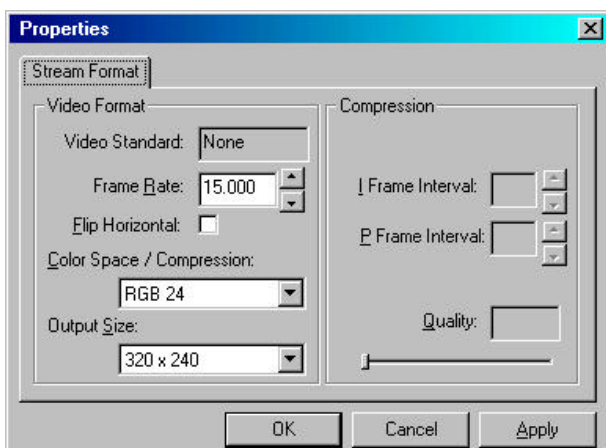 Properties
Stream Format
Video Format
Video Standard: None
Frame Rate: 15.000
Flip Horizontal:
Color Space / Compression:
RGB 24
Output Size:
320 x 240
Compression
I Frame Interval:
P Frame Interval:
Quality:
OK Cancel Apply